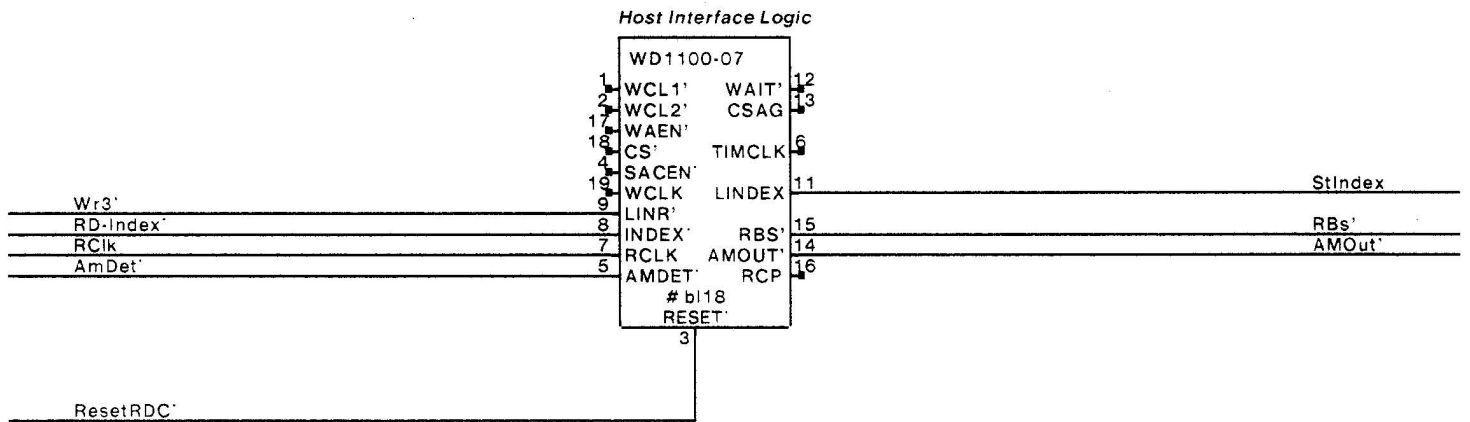 Host Interface Logic
WD1100-07
1 WCL1' WAIT' 12
2 WCL2' CSAG 13
17 WAEN'
18 CS' TIMCLK 6
4 SACEN'
19 WCLK LINDEX 11 StIndex
Wr3' 9 LINR'
RD-Index' 8 INDEX' RBS' 15 RBs'
RClk 7 RCLK AMOUT' 14 AMOut'
AmDet' 5 AMDET' RCP 16
# bl18
RESET'
3
ResetRDC'